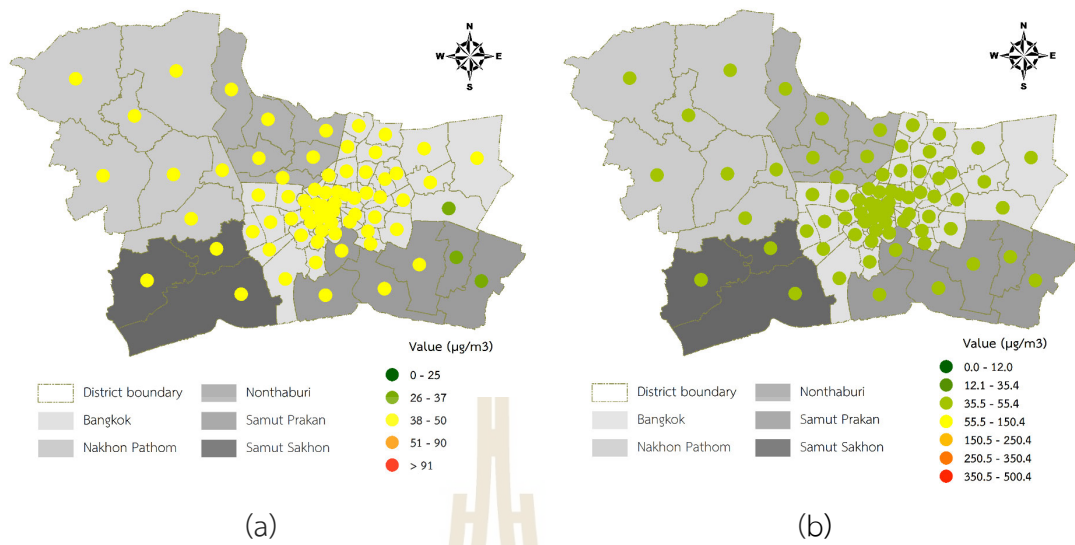 N
W E
S
Value (µg/m3)
District boundary
Nonthaburi
Bangkok
Samut Prakan
Nakhon Pathom
Samut Sakhon
0 - 25
26 - 37
38 - 50
51 - 90
> 91
(a)
N
W E
S
Value (µg/m3)
District boundary
Nonthaburi
Bangkok
Samut Prakan
Nakhon Pathom
Samut Sakhon
0.0 - 12.0
12.1 - 35.4
35.5 - 55.4
55.5 - 150.4
150.5 - 250.4
250.5 - 350.4
350.5 - 500.4
(b)